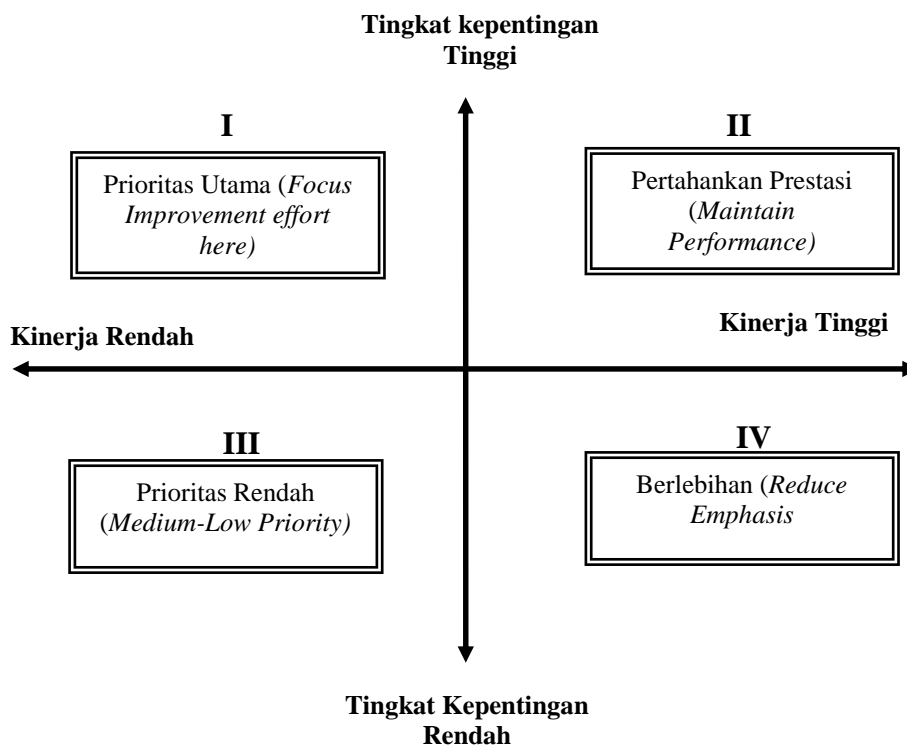 Tingkat kepentingan
Tinggi
I
II
Prioritas Utama (Focus
Improvement effort
here)
Pertahankan Prestasi
(Maintain
Performance)
Kinerja Rendah
Kinerja Tinggi
III
IV
Prioritas Rendah
(Medium-Low Priority)
Berlebihan (Reduce
Emphasis
Tingkat Kepentingan
Rendah